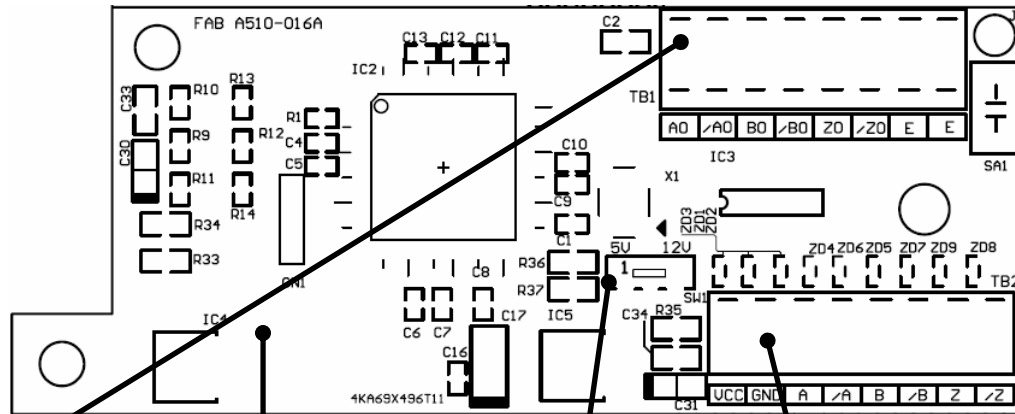 FAB A510-016A
C13 C12 C11
C2
IC2
C33
R10
R13
TB1
R1
R9
R12
C4
C30
C5
A0 /A0 B0 /B0 Z0 /Z0 E E
IC3
SA1
C10
X1
R11
R14
C9
R34
C1
ZD3
ZD1
ZD2
5V 12V
R33
R36
1
ZD4 ZD6 ZD5 ZD7 ZD9 ZD8
C8
R37
SW1
TB2
IC4
C6 C7
C17
IC5
C34
R35
C16
4KA69X496T11
C31
VCC GND A /A B /B Z /Z